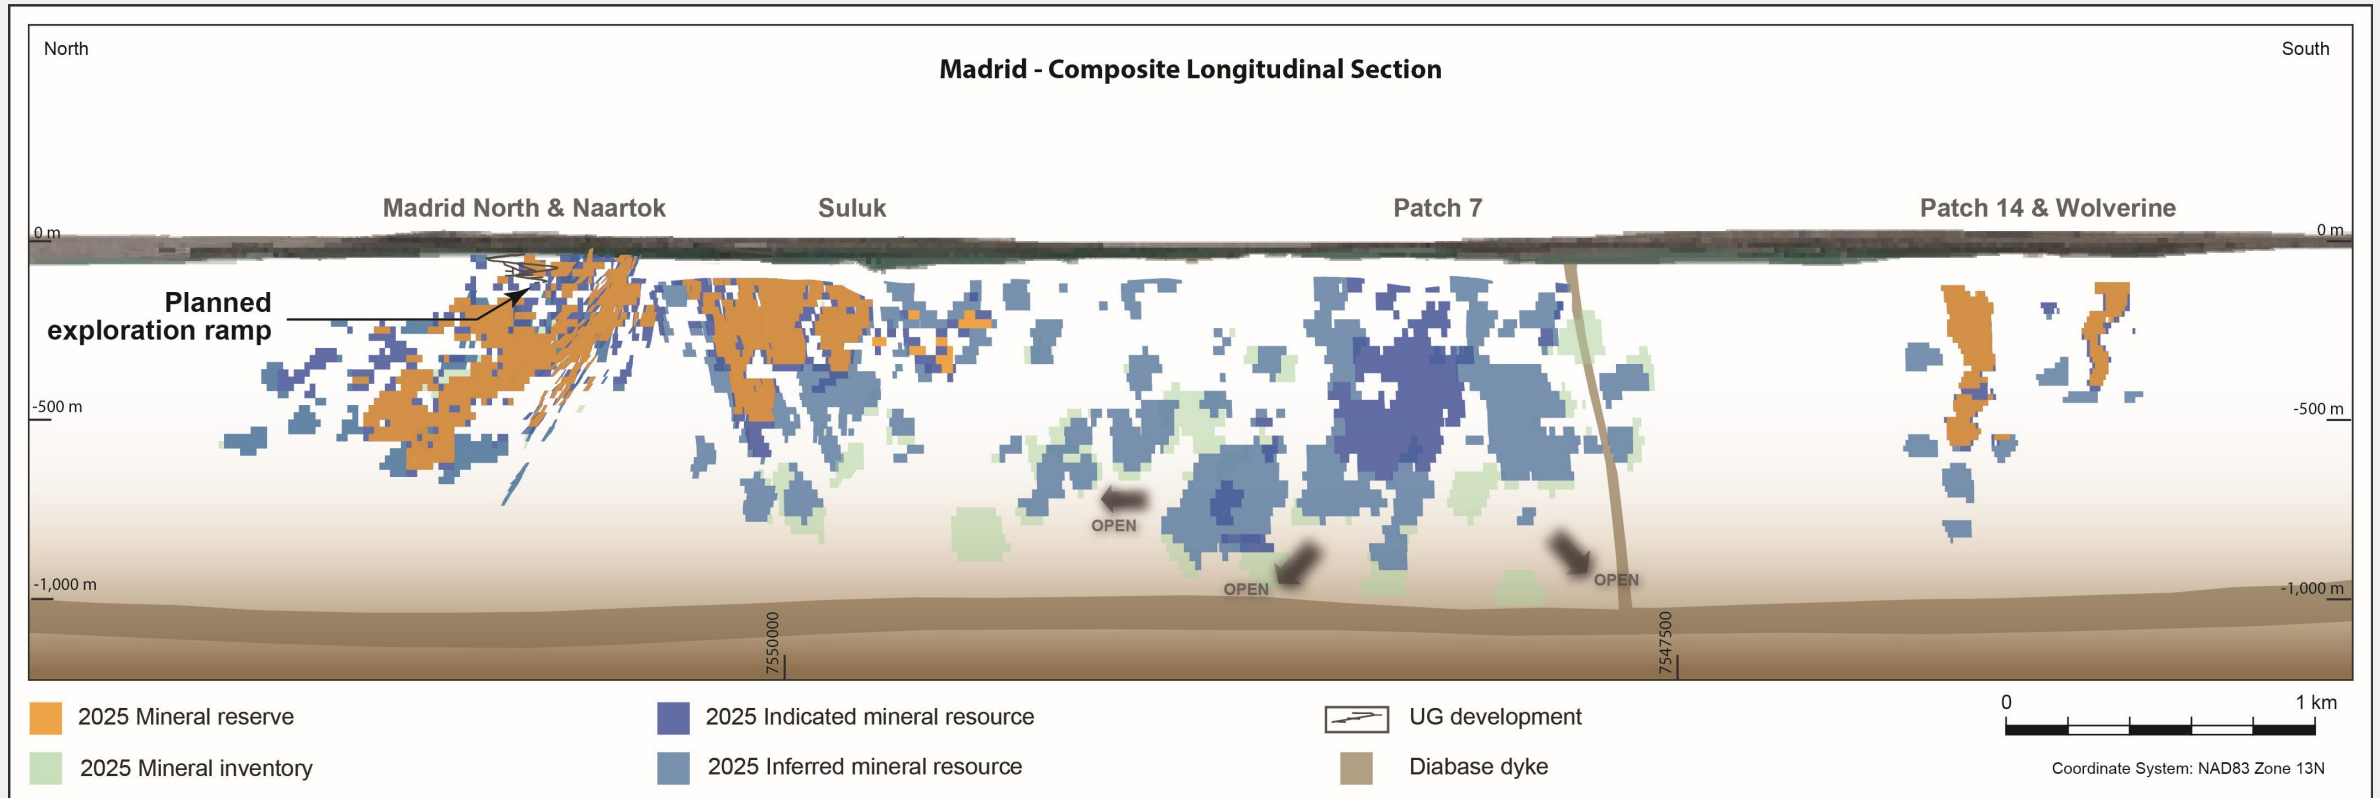 North
South
Madrid - Composite Longitudinal Section
Madrid North & Naartok
Suluk
Patch 7
Patch 14 & Wolverine
0 m
0 m
Planned
exploration ramp
-500 m
-500 m
OPEN
OPEN
OPEN
-1,000 m
-1,000 m
7550000
7547500
2025 Mineral reserve
2025 Indicated mineral resource
UG development
0
1 km
2025 Mineral inventory
2025 Inferred mineral resource
Diabase dyke
Coordinate System: NAD83 Zone 13N